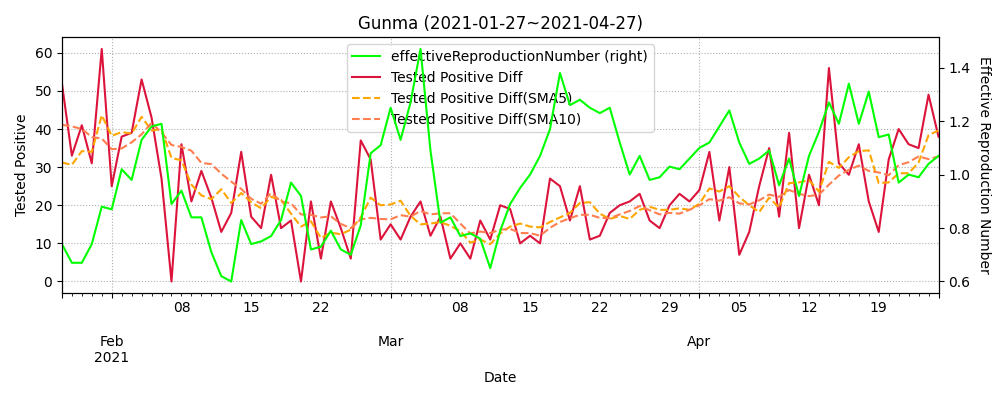 Gunma (2021-01-27~2021-04-27)
effectiveReproductionNumber (right)
Tested Positive Diff
Tested Positive Diff(SMA5)
Tested Positive Diff(SMA10)
Tested Positive
60
50
40
30
20
10
0
1.4
1.2
1.0
0.8
0.6
Effective Reproduction Number
08 15 22 08 15 22 29 05 12 19
Feb Mar Apr
2021
Date